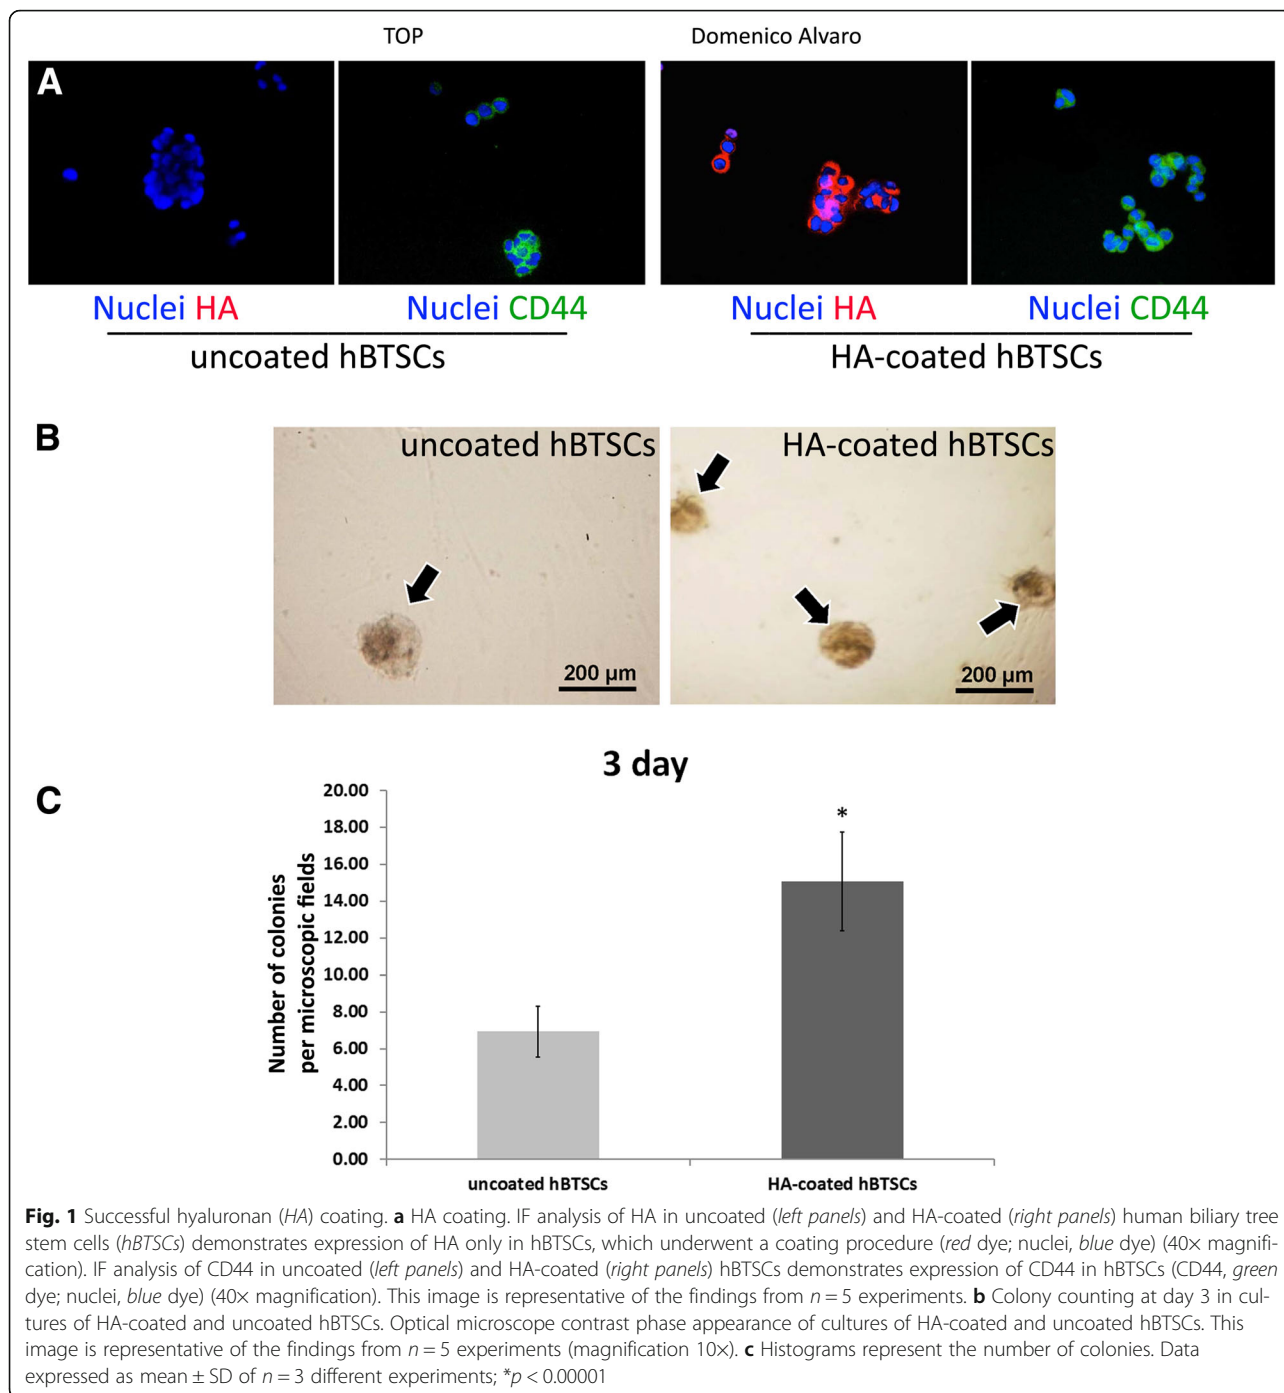 TOP Domenico Alvaro
A
Nuclei HA Nuclei CD44 Nuclei HA Nuclei CD44
uncoated hBTSCs HA-coated hBTSCs
B
uncoated hBTSCs HA-coated hBTSCs
200 µm 200 µm
3 day
C
Number of colonies
per microscopic fields
20.00
18.00
16.00
14.00
12.00
10.00
8.00
6.00
4.00
2.00
0.00
*
uncoated hBTSCs HA-coated hBTSCs
Fig. 1 Successful hyaluronan (HA) coating. a HA coating. IF analysis of HA in uncoated (left panels) and HA-coated (right panels) human biliary tree
stem cells (hBTSCs) demonstrates expression of HA only in hBTSCs, which underwent a coating procedure (red dye; nuclei, blue dye) (40× magnifi-
cation). IF analysis of CD44 in uncoated (left panels) and HA-coated (right panels) hBTSCs demonstrates expression of CD44 in hBTSCs (CD44, green
dye; nuclei, blue dye) (40× magnification). This image is representative of the findings from n = 5 experiments. b Colony counting at day 3 in cul-
tures of HA-coated and uncoated hBTSCs. Optical microscope contrast phase appearance of cultures of HA-coated and uncoated hBTSCs. This
image is representative of the findings from n = 5 experiments (magnification 10×). c Histograms represent the number of colonies. Data
expressed as mean ± SD of n = 3 different experiments; *p < 0.00001